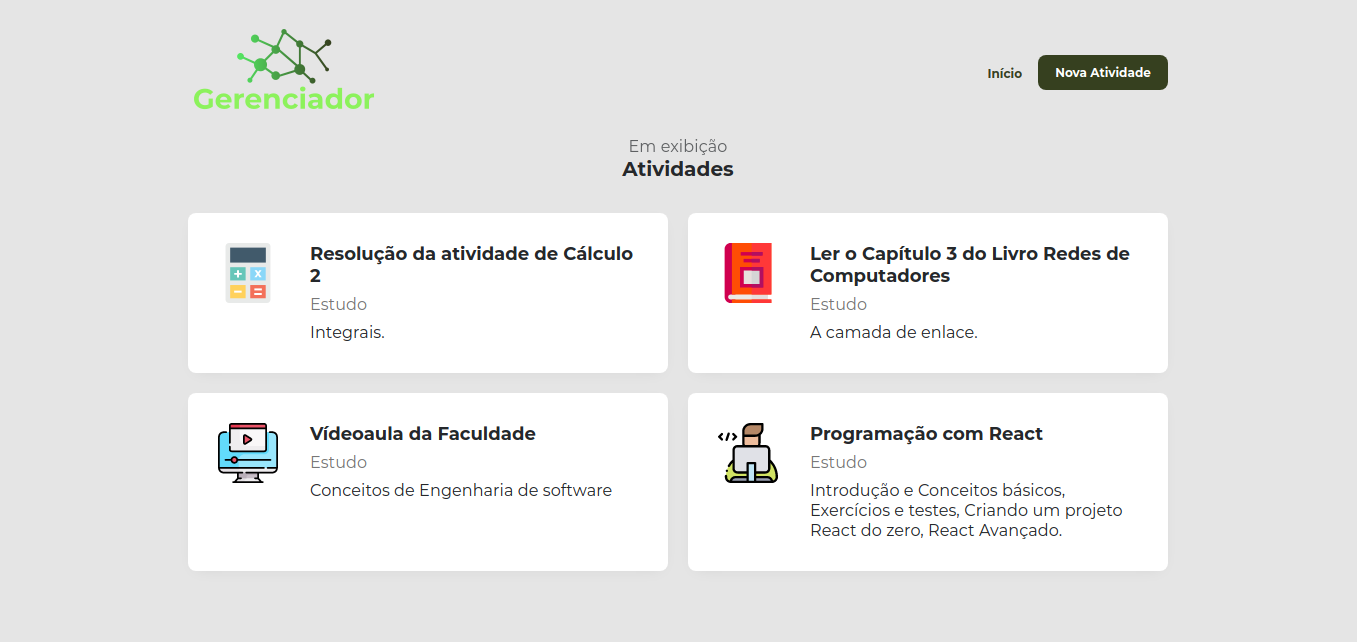 Gerenciador
Início
Nova Atividade
Em exibição
Atividades
Resolução da atividade de Cálculo
2
Estudo
Integrais.
Ler o Capítulo 3 do Livro Redes de
Computadores
Estudo
A camada de enlace.
Vídeoaula da Faculdade
Estudo
Conceitos de Engenharia de software
Programação com React
Estudo
Introdução e Conceitos básicos,
Exercícios e testes, Criando um projeto
React do zero, React Avançado.